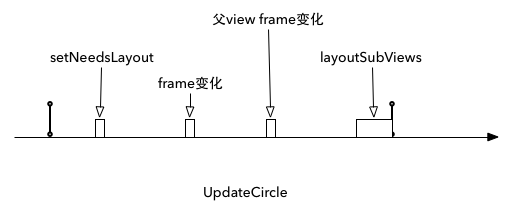 父view frame变化
setNeedsLayout
layoutSubViews
frame变化
UpdateCircle